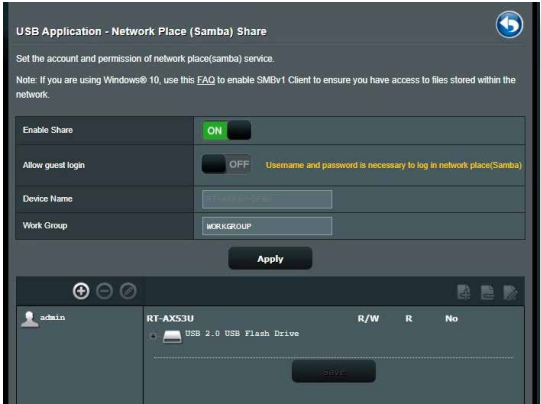 USB Application - Network Place (Samba) Share
Set the account and permission of network place(samba) service.
Note: If you are using Windows® 10, use this FAQ to enable SMBv1 Client to ensure you have access to files stored within the
network.
Enable Share
ON
Allow guest login
OFF
Username and password is necessary to log in network place(Samba)
Device Name
Work Group
WORKGROUP
Apply
admin
RT-AX53U R/W R No
USB 2.0 USB Flash Drive
Save